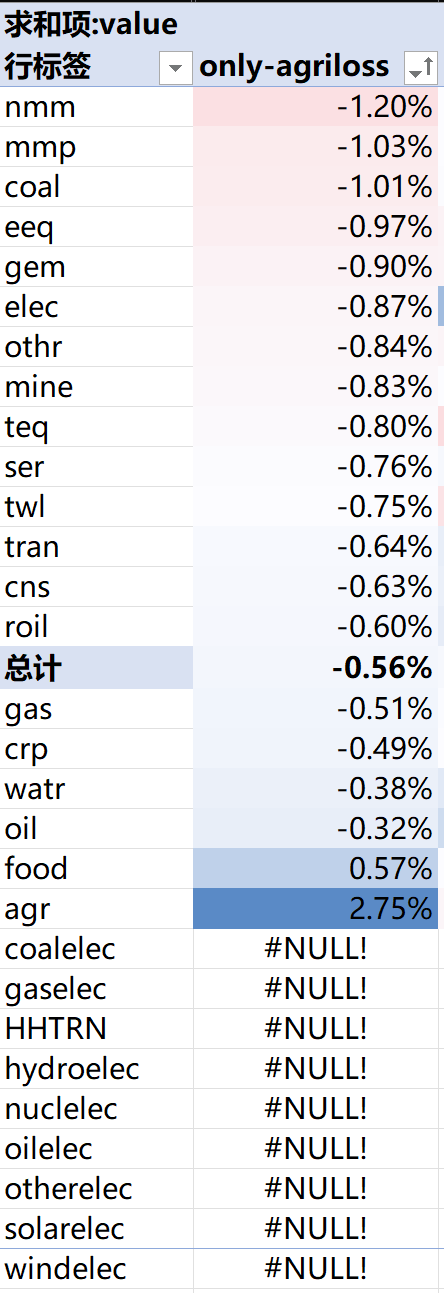 求和项:value
行标签 only-agriloss
nmm -1.20%
mmp -1.03%
coal -1.01%
eeq -0.97%
gem -0.90%
elec -0.87%
othr -0.84%
mine -0.83%
teq -0.80%
ser -0.76%
twl -0.75%
tran -0.64%
cns -0.63%
roil -0.60%
总计 -0.56%
gas -0.51%
crp -0.49%
watr -0.38%
oil -0.32%
food 0.57%
agr 2.75%
coalelec #NULL!
gaselec #NULL!
HHTRN #NULL!
hydroelec #NULL!
nuclelec #NULL!
oilelec #NULL!
otherelec #NULL!
solarelec #NULL!
windelec #NULL!